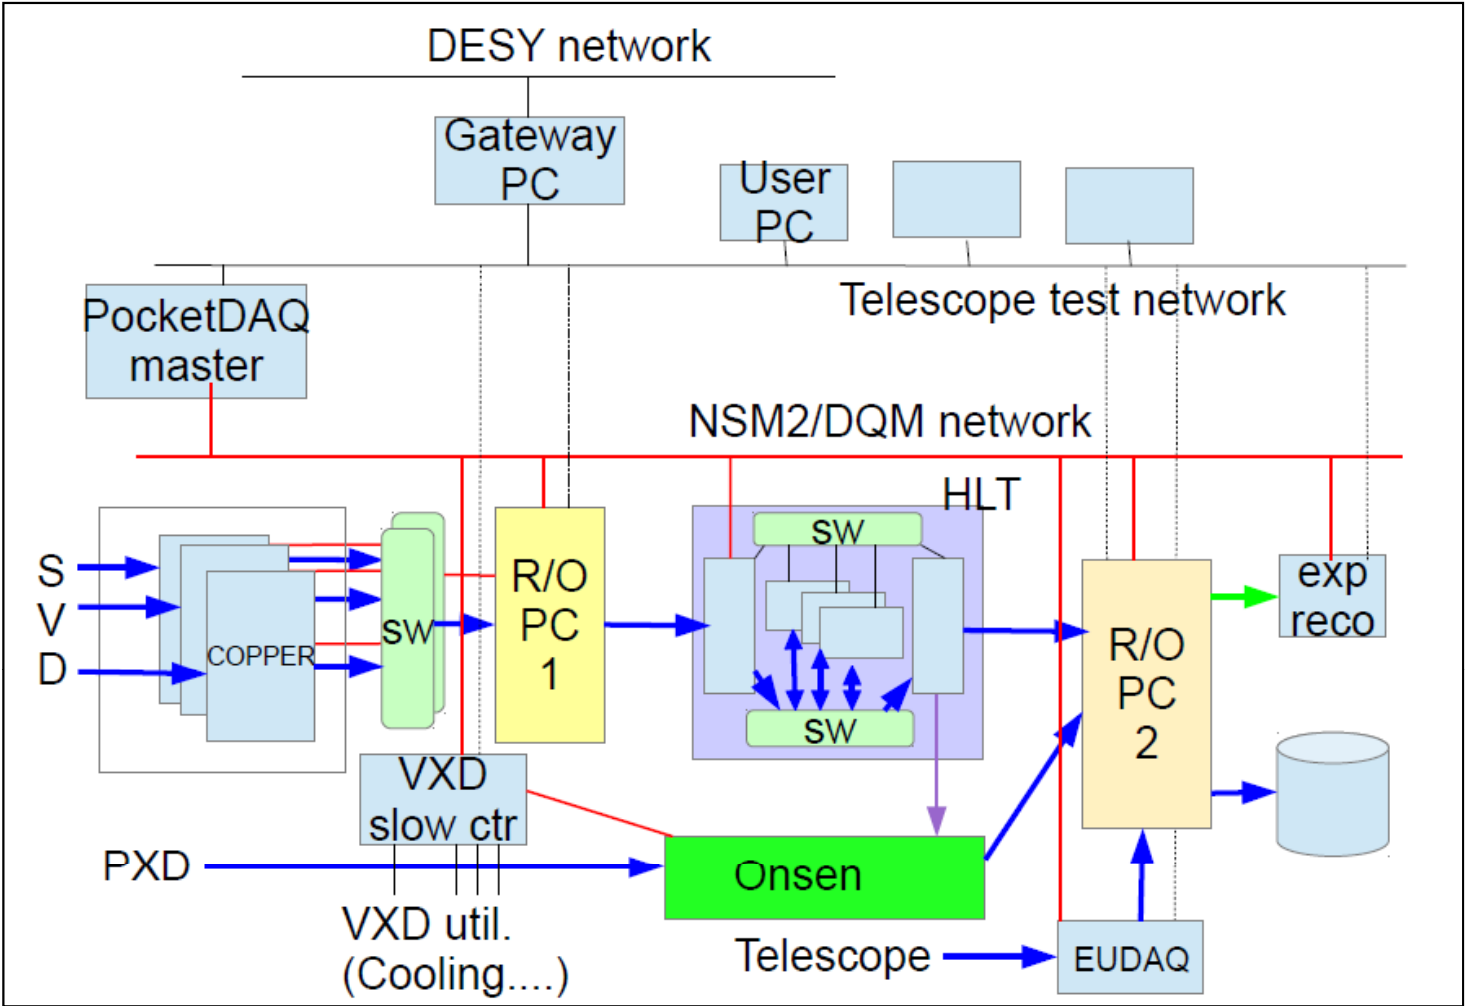 DESY network
Gateway
PC
User
PC
PocketDAQ
master
Telescope test network
NSM2/DQM network
HLT
S
V
D
COPPER
sw
R/O
PC
1
sw
sw
R/O
PC
2
exp
reco
VXD
slow ctr
PXD
Onsen
VXD util.
(Cooling....)
Telescope
EUDAQ